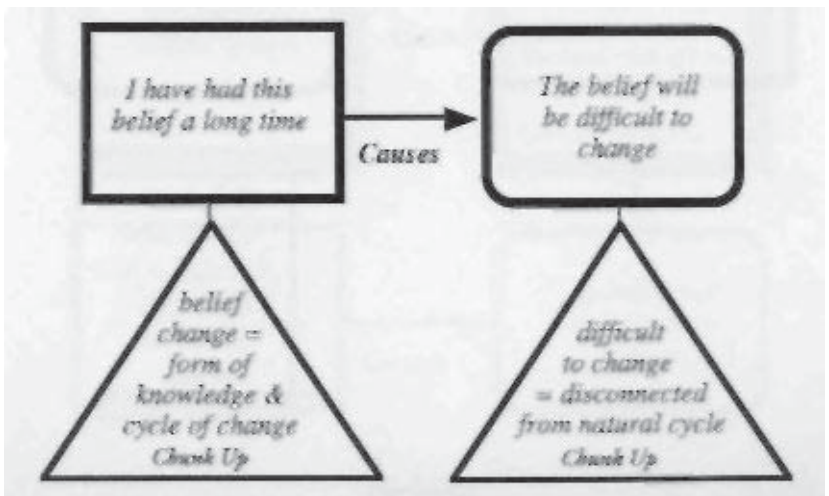 I have had this
belief a long time
Causes
The belief will
be difficult to
change
belief
change =
form of
knowledge &
cycle of change
Chunk Up
difficult
to change
= disconnected
from natural cycle
Chunk Up